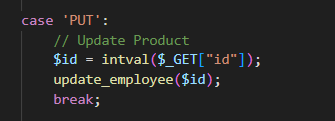 case 'PUT':
// Update Product
$id = intval($_GET["id"]);
update_employee($id);
break;